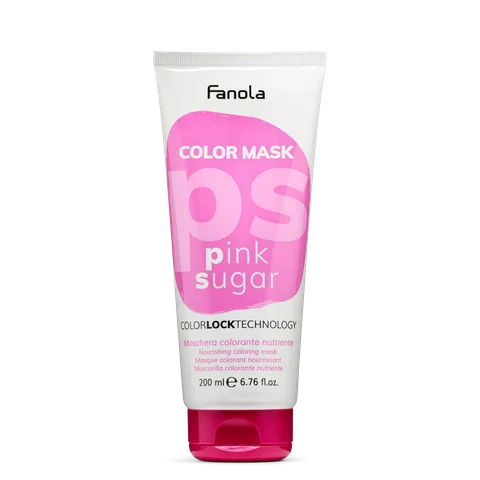 Fanola
COLOR MASK
ps
pink
sugar
COLORLOCKTECHNOLOGY
Maschera colorante nutriente
Nourishing coloring mask
Masque colorant nourrissant
Mascarilla colorante nutriente
200 ml ℮ 6.76 fl.oz.